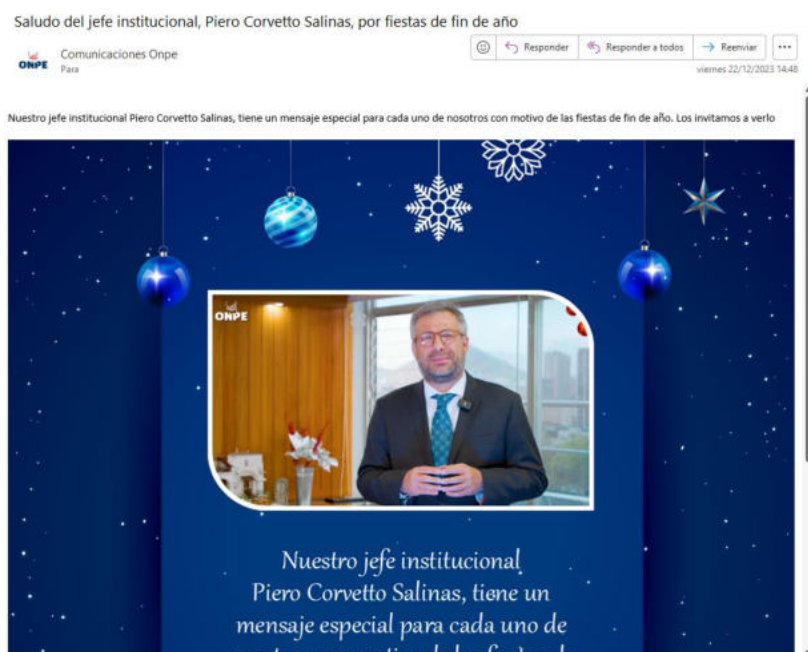 Saludo del jefe institucional, Piero Corvetto Salinas, por fiestas de fin de año
ONPE
Comunicaciones Onpe
Para
Responder
Responder a todos
Reenviar
viernes 22/12/2023 14:48
Nuestro jefe institucional Piero Corvetto Salinas, tiene un mensaje especial para cada uno de nosotros con motivo de las fiestas de fin de año. Los invitamos a verlo
ONPE
Nuestro jefe institucional
Piero Corvetto Salinas, tiene un
mensaje especial para cada uno de